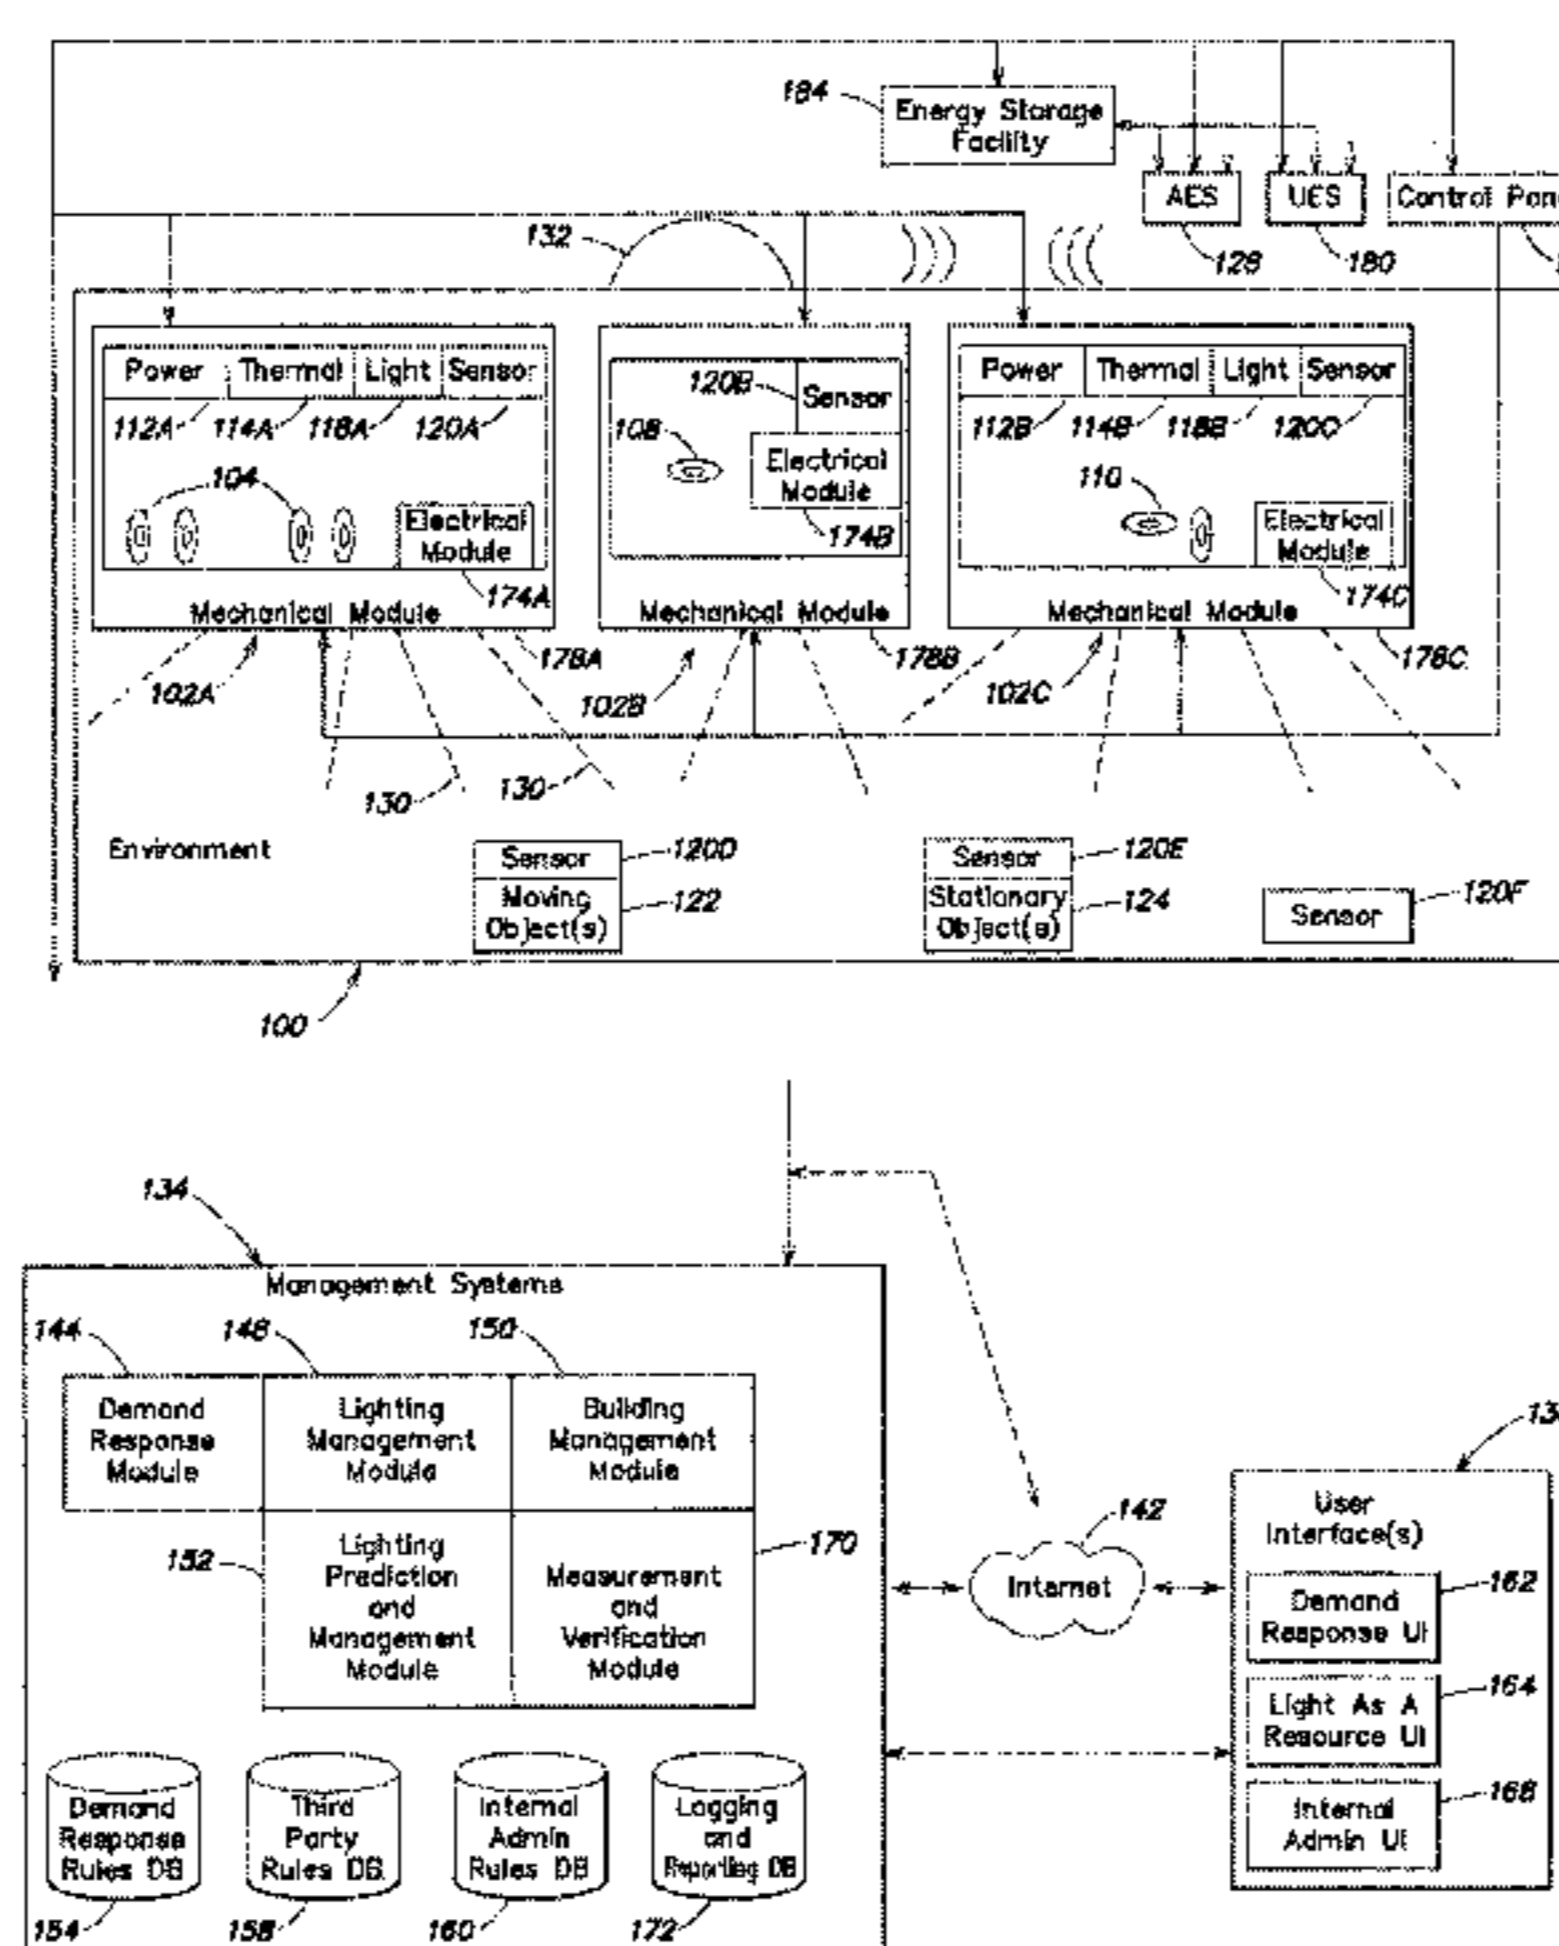 184
Energy Storage
Facility
AES
UES
Control Pan
128
180
132
Power
Thermal
Light
Sensor
112A
114A
118A
120A
104
Electrical
Module
174A
Mechanical Module
178A
102A
120B
Sensor
108
Electrical
Module
174B
Mechanical Module
178B
102B
Power
Thermal
Light
Sensor
112B
114B
118B
120C
110
Electrical
Module
174C
Mechanical Module
178C
102C
130
130
Environment
Sensor
120D
Moving
Object(s)
122
Sensor
120E
Stationary
Object(s)
124
Sensor
120F
100
134
Management Systems
144
148
150
Demand
Response
Module
Lighting
Management
Module
Building
Management
Module
152
Lighting
Prediction
and
Management
Module
Measurement
and
Verification
Module
170
142
Internet
User
Interface(s)
Demand
Response UI
162
Light As A
Resource UI
164
Internal
Admin UI
168
Demand
Response
Rules DB
154
Third
Party
Rules DB
158
Internal
Admin
Rules DB
160
Logging
and
Reporting DB
172